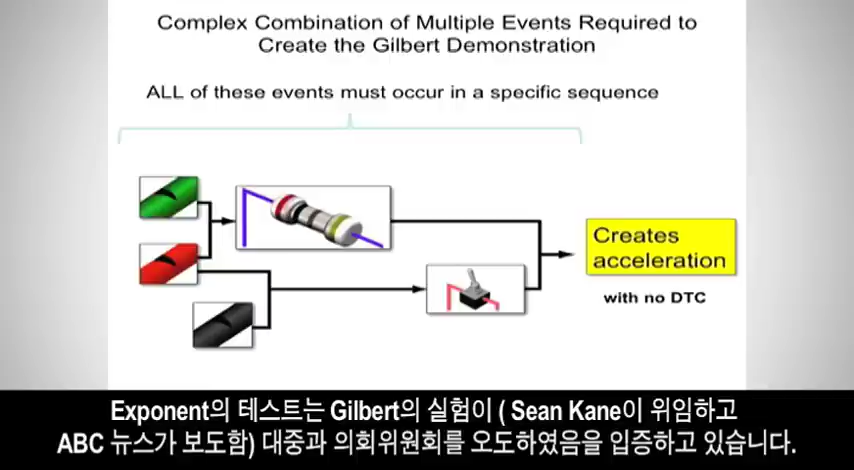 Complex Combination of Multiple Events Required to
Create the Gilbert Demonstration
ALL of these events must occur in a specific sequence
Creates
acceleration
with no DTC
Exponent의 테스트는 Gilbert의 실험이 ( Sean Kane이 위임하고
ABC 뉴스가 보도함) 대중과 의회위원회를 오도하였음을 입증하고 있습니다.